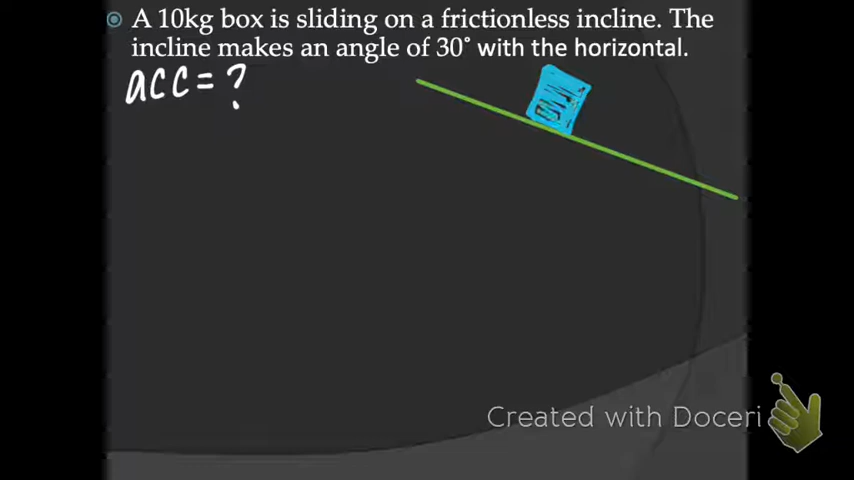 A 10kg box is sliding on a frictionless incline. The
incline makes an angle of 30° with the horizontal.
acc = ?
Created with Doceri